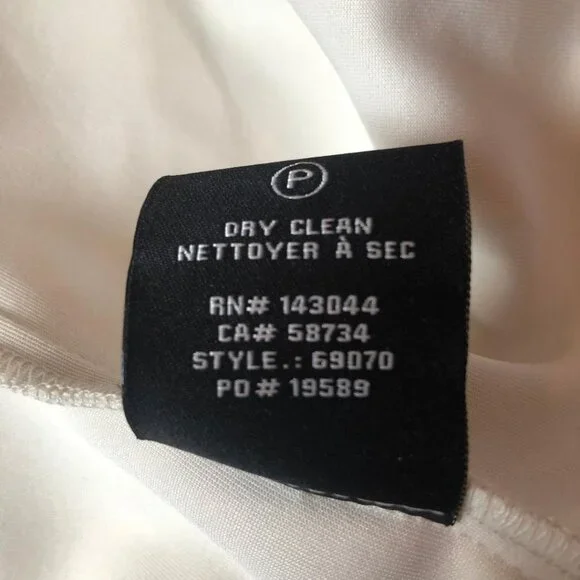 P
DRY CLEAN
NETTOYER À SEC
RN# 143044
CA# 58734
STYLE.: 69070
PO# 19589